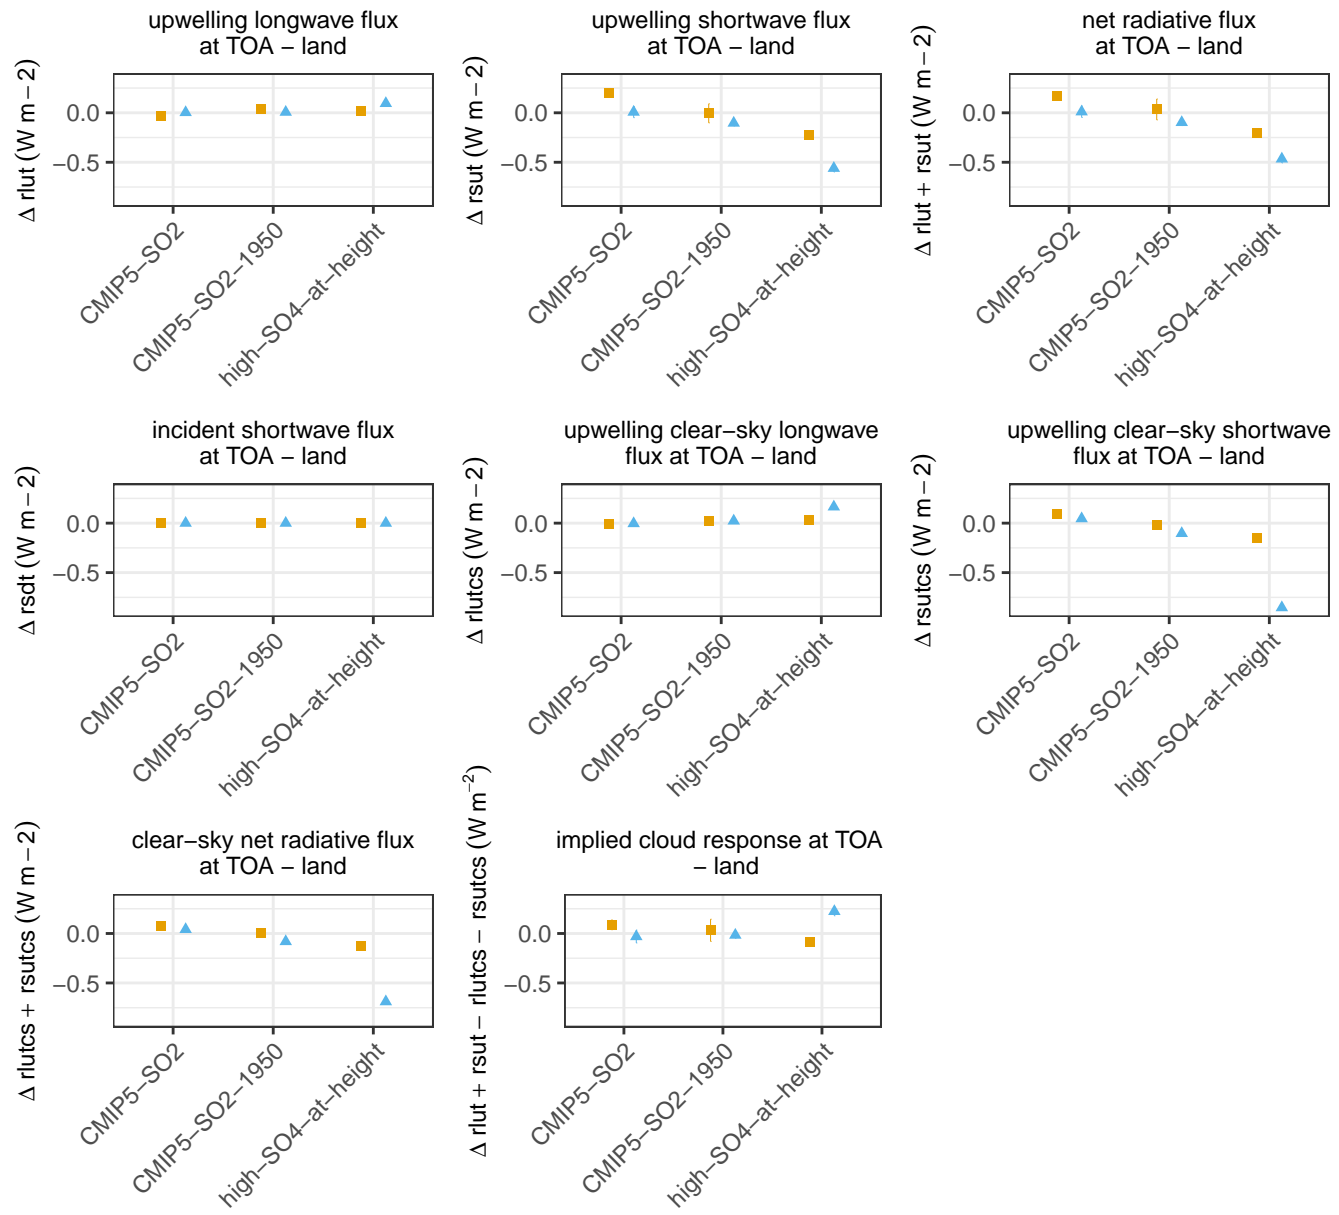 upwelling longwave flux
at TOA − land
Δ rlut (W m − 2)
0.0
−0.5
CMIP5−SO2
CMIP5−SO2−1950
high−SO4−at−height
upwelling shortwave flux
at TOA − land
Δ rsut (W m − 2)
0.0
−0.5
CMIP5−SO2
CMIP5−SO2−1950
high−SO4−at−height
net radiative flux
at TOA − land
Δ rlut + rsut (W m − 2)
0.0
−0.5
CMIP5−SO2
CMIP5−SO2−1950
high−SO4−at−height
incident shortwave flux
at TOA − land
Δ rsdt (W m − 2)
0.0
−0.5
CMIP5−SO2
CMIP5−SO2−1950
high−SO4−at−height
upwelling clear−sky longwave
flux at TOA − land
Δ rlutcs (W m − 2)
0.0
−0.5
CMIP5−SO2
CMIP5−SO2−1950
high−SO4−at−height
upwelling clear−sky shortwave
flux at TOA − land
Δ rsutcs (W m − 2)
0.0
−0.5
CMIP5−SO2
CMIP5−SO2−1950
high−SO4−at−height
clear−sky net radiative flux
at TOA − land
Δ rlutcs + rsutcs (W m − 2)
0.0
−0.5
CMIP5−SO2
CMIP5−SO2−1950
high−SO4−at−height
implied cloud response at TOA
− land
Δ rlut + rsut − rlutcs − rsutcs (W m⁻²)
0.0
−0.5
CMIP5−SO2
CMIP5−SO2−1950
high−SO4−at−height